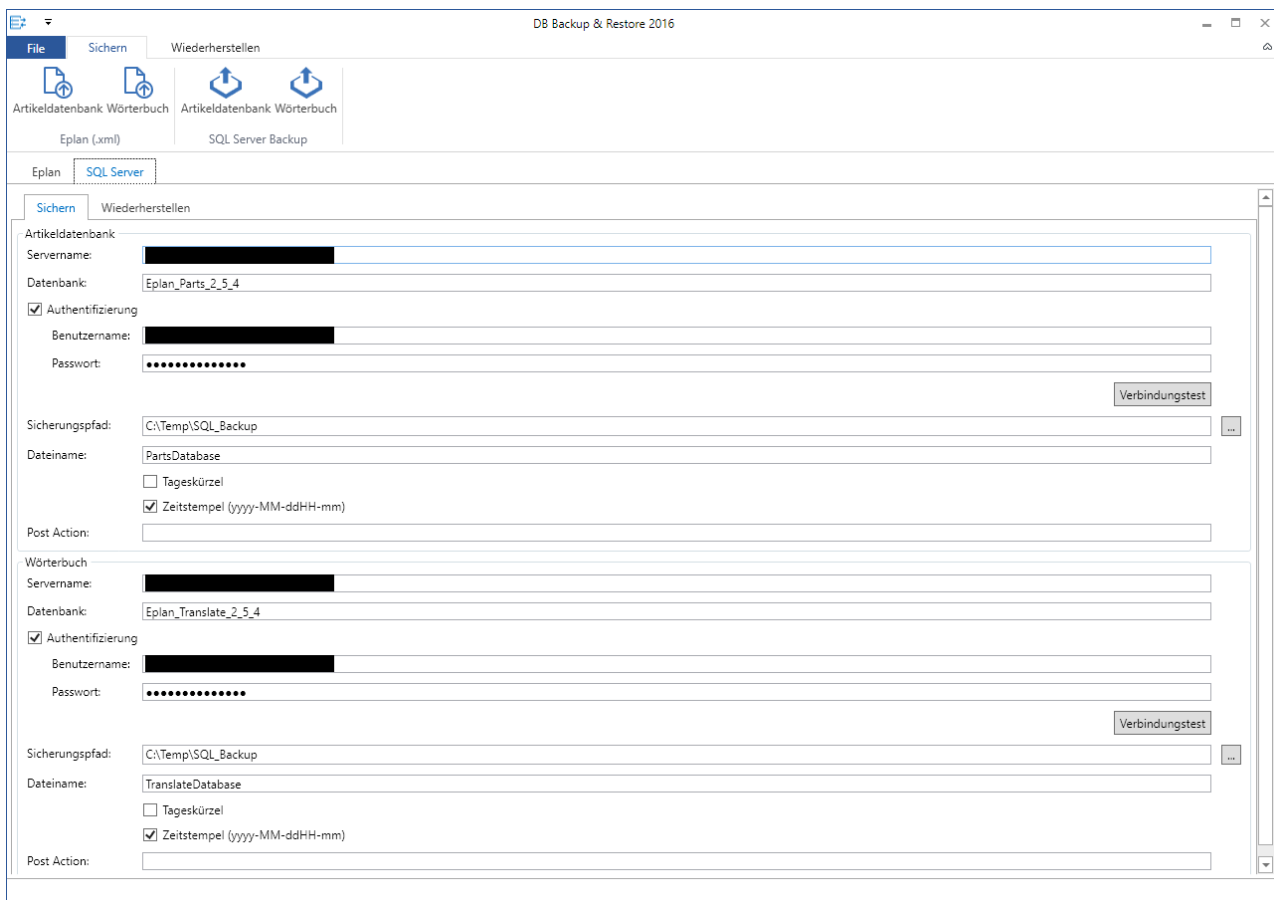 DB Backup & Restore 2016
File Sichern Wiederherstellen
Artikeldatenbank Wörterbuch Artikeldatenbank Wörterbuch
Eplan (.xml) SQL Server Backup
Eplan SQL Server
Sichern Wiederherstellen
Artikeldatenbank
Servername:
Datenbank: Eplan_Parts_2_5_4
Authentifizierung
Benutzername:
Passwort: ••••••••••••••
Verbindungstest
Sicherungspfad: C:\Temp\SQL_Backup ...
Dateiname: PartsDatabase
Tageskürzel
Zeitstempel (yyyy-MM-ddHH-mm)
Post Action:
Wörterbuch
Servername:
Datenbank: Eplan_Translate_2_5_4
Authentifizierung
Benutzername:
Passwort: ••••••••••••••
Verbindungstest
Sicherungspfad: C:\Temp\SQL_Backup ...
Dateiname: TranslateDatabase
Tageskürzel
Zeitstempel (yyyy-MM-ddHH-mm)
Post Action: